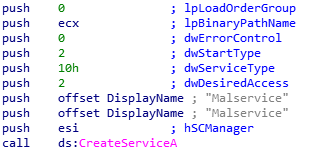 push 0 ; lpLoadOrderGroup
push ecx ; lpBinaryPathName
push 0 ; dwErrorControl
push 2 ; dwStartType
push 10h ; dwServiceType
push 2 ; dwDesiredAccess
push offset DisplayName ; "Malservice"
push offset DisplayName ; "Malservice"
push esi ; hSCManager
call ds:CreateServiceA